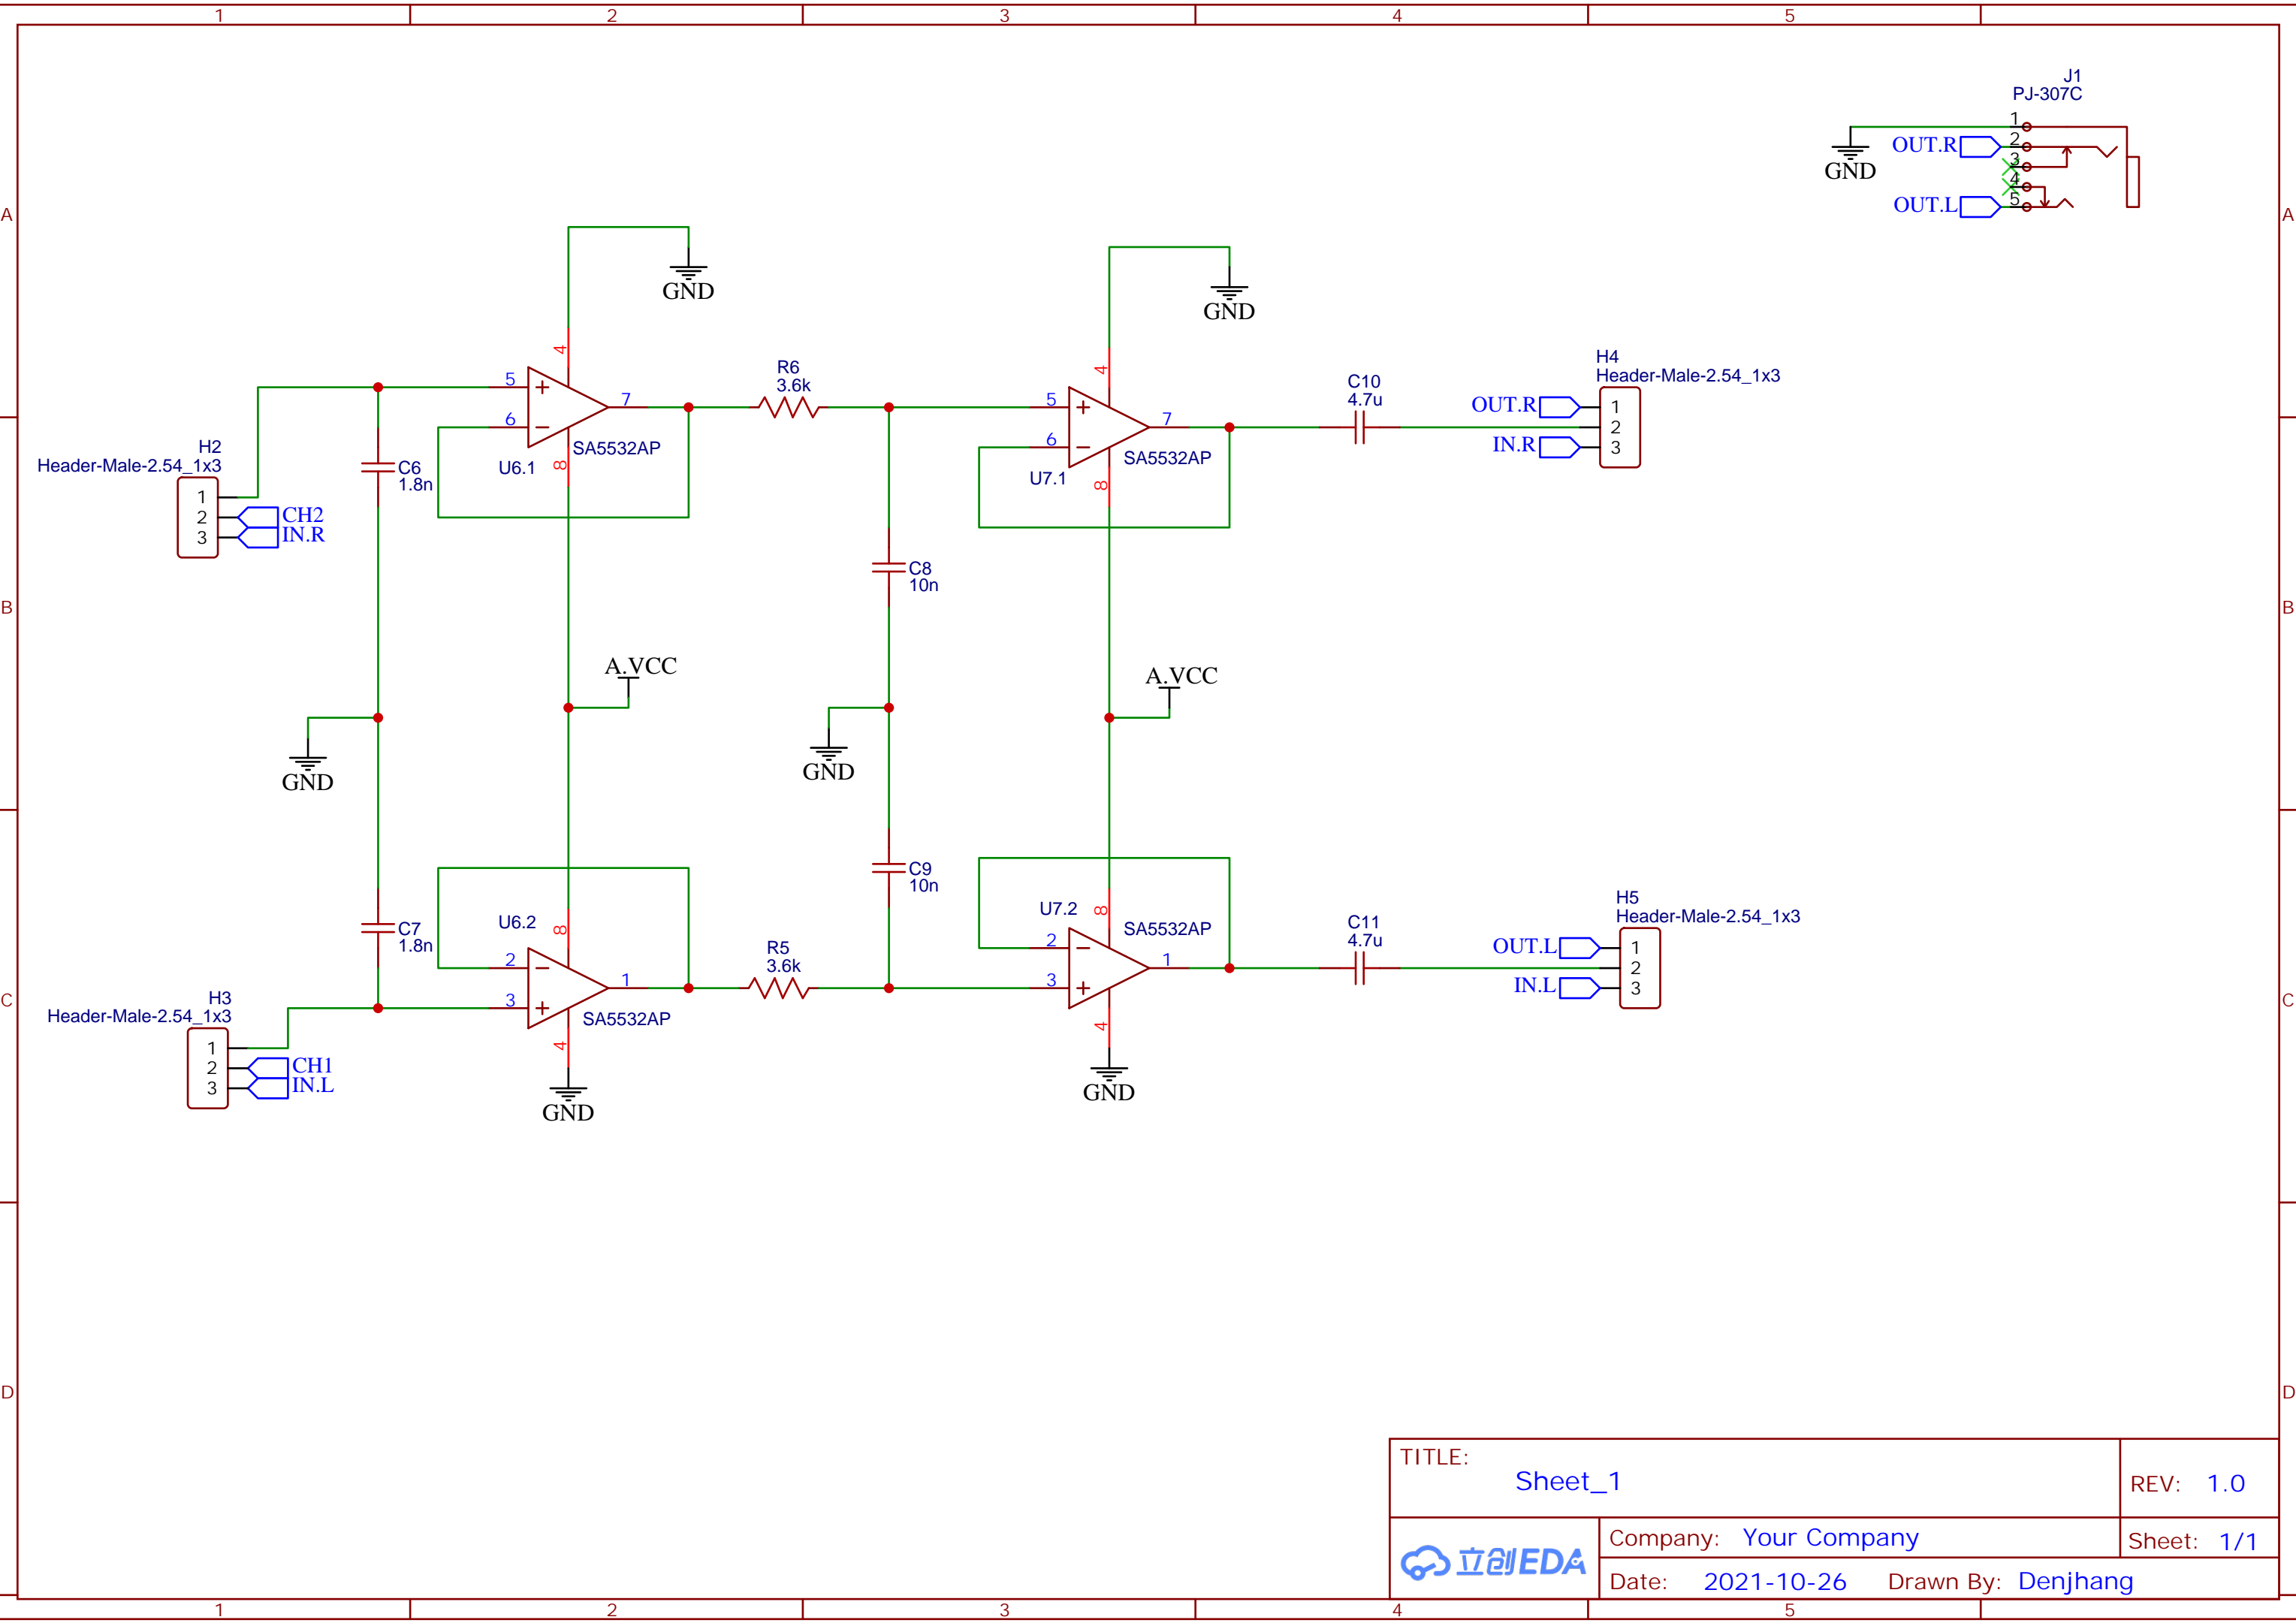 1 2 3 4 5
J1
PJ-307C
1
OUT.R 2
3
4
OUT.L 5
GND
A A
GND
GND
4
4
R6
3.6k
C10
4.7u
H4
Header-Male-2.54_1x3
5
6
7
8
U6.1
SA5532AP
5
6
7
8
U7.1
SA5532AP
OUT.R 1
2
IN.R 3
H2
Header-Male-2.54_1x3
1
2 CH2
3 IN.R
C6
1.8n
C8
10n
B B
A.VCC
A.VCC
GND
GND
C9
10n
C7
1.8n
U6.2
8
2
3
1
4
SA5532AP
R5
3.6k
U7.2
8
2
3
1
4
SA5532AP
C11
4.7u
H5
Header-Male-2.54_1x3
OUT.L 1
2
IN.L 3
C C
H3
Header-Male-2.54_1x3
1
2 CH1
3 IN.L
GND
GND
D D
TITLE:
Sheet_1
REV: 1.0
立创EDA
Company: Your Company
Sheet: 1/1
Date: 2021-10-26 Drawn By: Denjhang
1 2 3 4 5